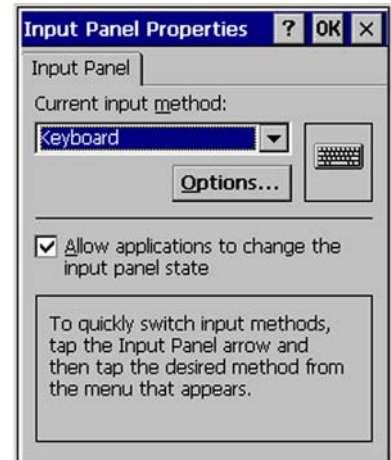 Input Panel Properties ? OK ×
Input Panel
Current input method:
Keyboard
Options...
Allow applications to change the
input panel state
To quickly switch input methods,
tap the Input Panel arrow and
then tap the desired method from
the menu that appears.